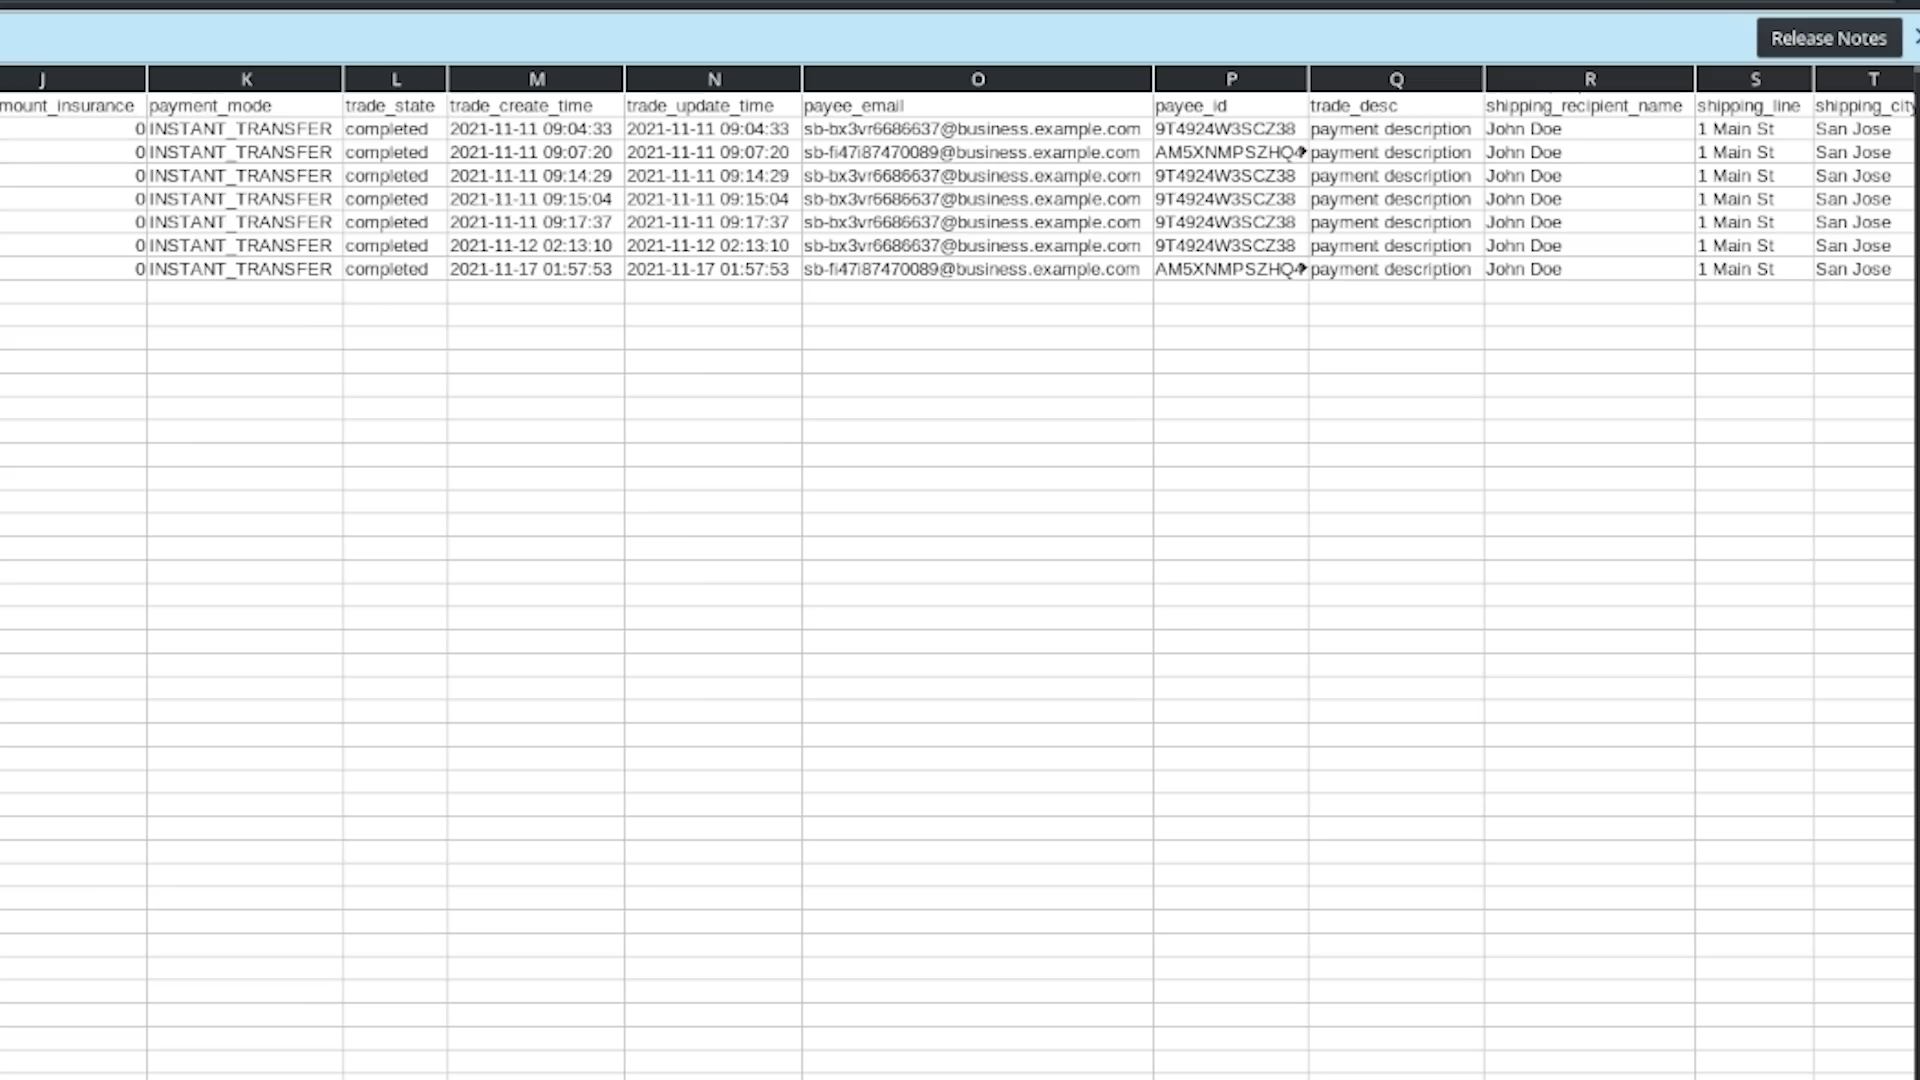 Release Notes
J K L M N O P Q R S T
mount_insurance payment_mode trade_state trade_create_time trade_update_time payee_email payee_id trade_desc shipping_recipient_name shipping_line shipping_city
0 INSTANT_TRANSFER completed 2021-11-11 09:04:33 2021-11-11 09:04:33 sb-bx3vr6686637@business.example.com 9T4924W3SCZ38 payment description John Doe 1 Main St San Jose
0 INSTANT_TRANSFER completed 2021-11-11 09:07:20 2021-11-11 09:07:20 sb-fi47i87470089@business.example.com AM5XNMPSZHQ4 payment description John Doe 1 Main St San Jose
0 INSTANT_TRANSFER completed 2021-11-11 09:14:29 2021-11-11 09:14:29 sb-bx3vr6686637@business.example.com 9T4924W3SCZ38 payment description John Doe 1 Main St San Jose
0 INSTANT_TRANSFER completed 2021-11-11 09:15:04 2021-11-11 09:15:04 sb-bx3vr6686637@business.example.com 9T4924W3SCZ38 payment description John Doe 1 Main St San Jose
0 INSTANT_TRANSFER completed 2021-11-11 09:17:37 2021-11-11 09:17:37 sb-bx3vr6686637@business.example.com 9T4924W3SCZ38 payment description John Doe 1 Main St San Jose
0 INSTANT_TRANSFER completed 2021-11-12 02:13:10 2021-11-12 02:13:10 sb-bx3vr6686637@business.example.com 9T4924W3SCZ38 payment description John Doe 1 Main St San Jose
0 INSTANT_TRANSFER completed 2021-11-17 01:57:53 2021-11-17 01:57:53 sb-fi47i87470089@business.example.com AM5XNMPSZHQ4 payment description John Doe 1 Main St San Jose